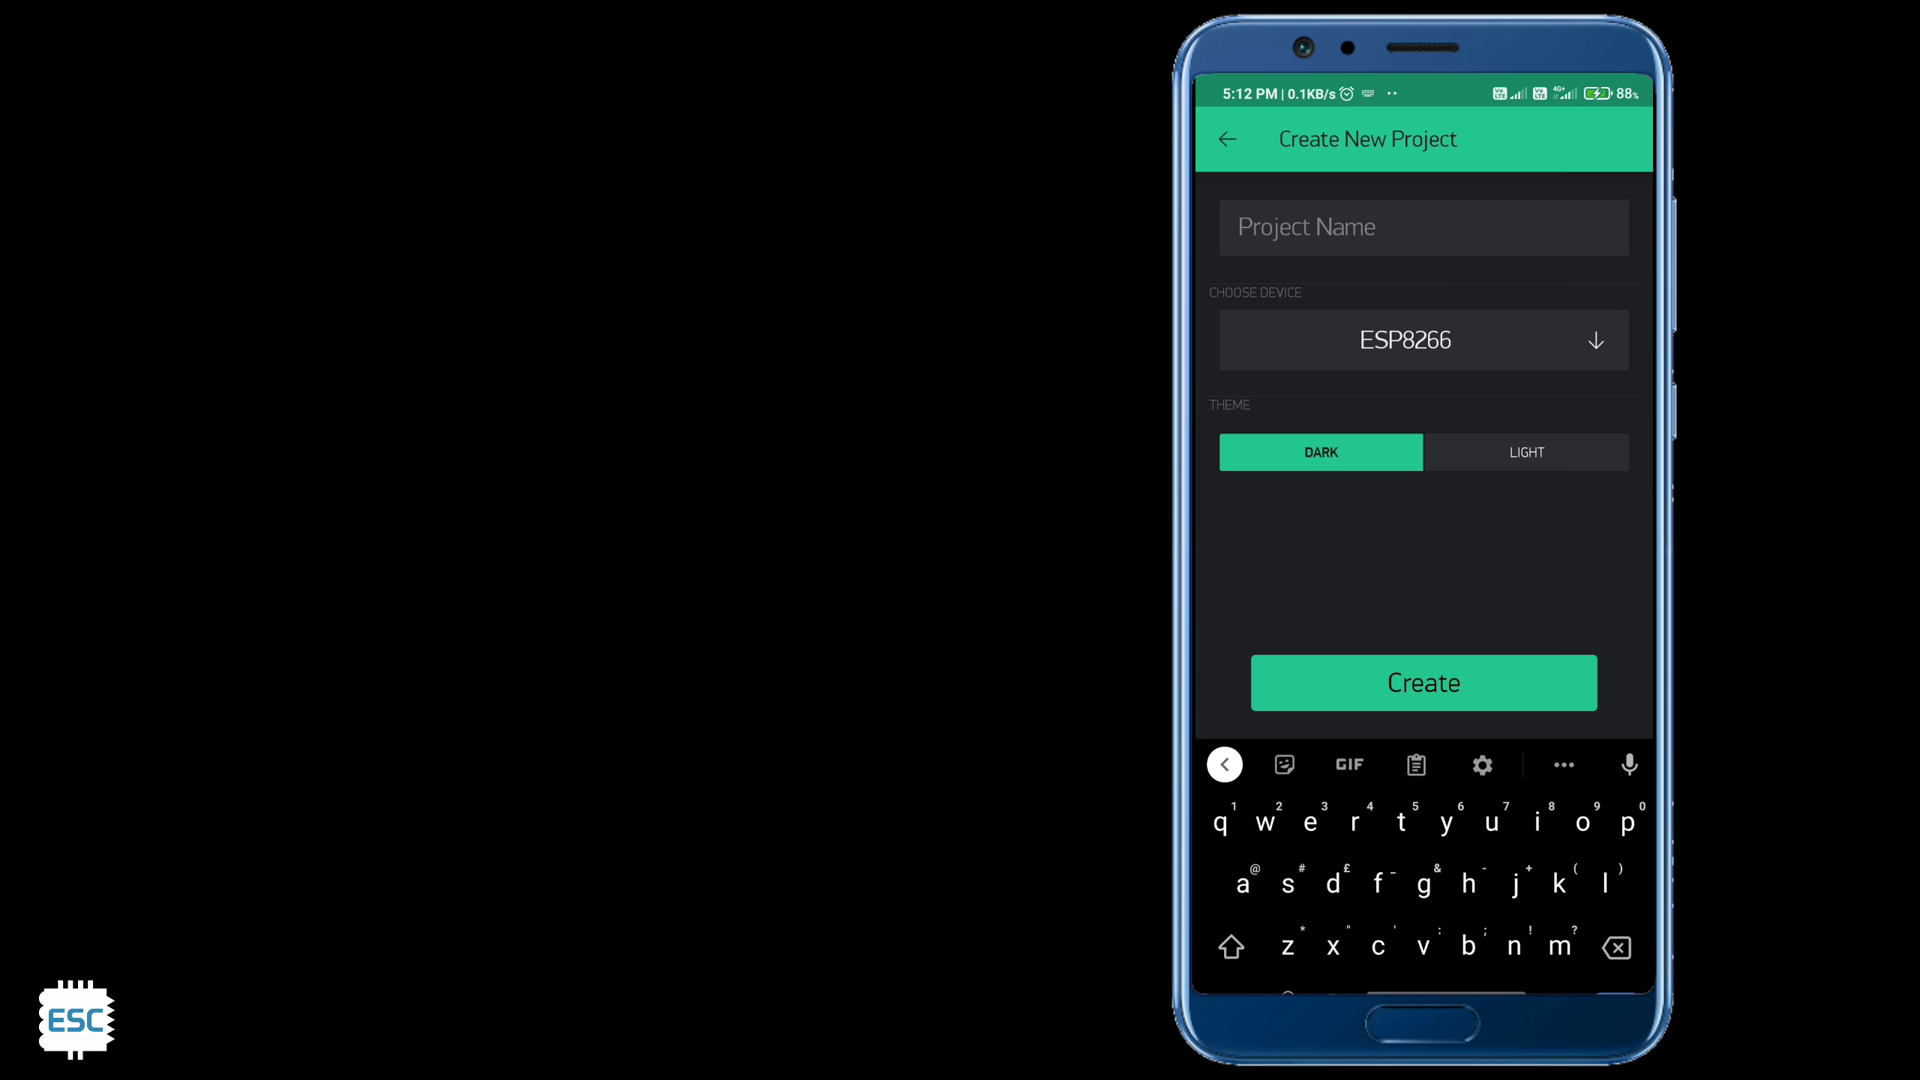 5:12 PM | 0.1KB/s
88%
Create New Project
Project Name
CHOOSE DEVICE
ESP8266
THEME
DARK
LIGHT
Create
GIF
1 2 3 4 5 6 7 8 9 0
q w e r t y u i o p
@ # £ _ & - + ( )
a s d f g h j k l
* " ' : ; ! ?
z x c v b n m
ESC